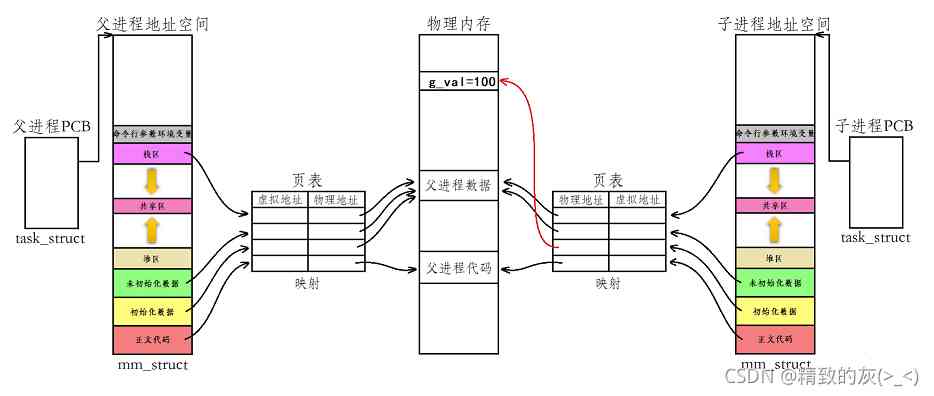 父进程地址空间
物理内存
子进程地址空间
g_val=100
父进程PCB
子进程PCB
命令行参数环境变量
命令行参数环境变量
栈区
栈区
页表
父进程数据
页表
虚拟地址 物理地址
物理地址 虚拟地址
共享区
共享区
task_struct
task_struct
堆区
堆区
父进程代码
未初始化数据
未初始化数据
映射
映射
初始化数据
初始化数据
正文代码
正文代码
mm_struct
mm_struct
CSDN @精致的灰(>_<)